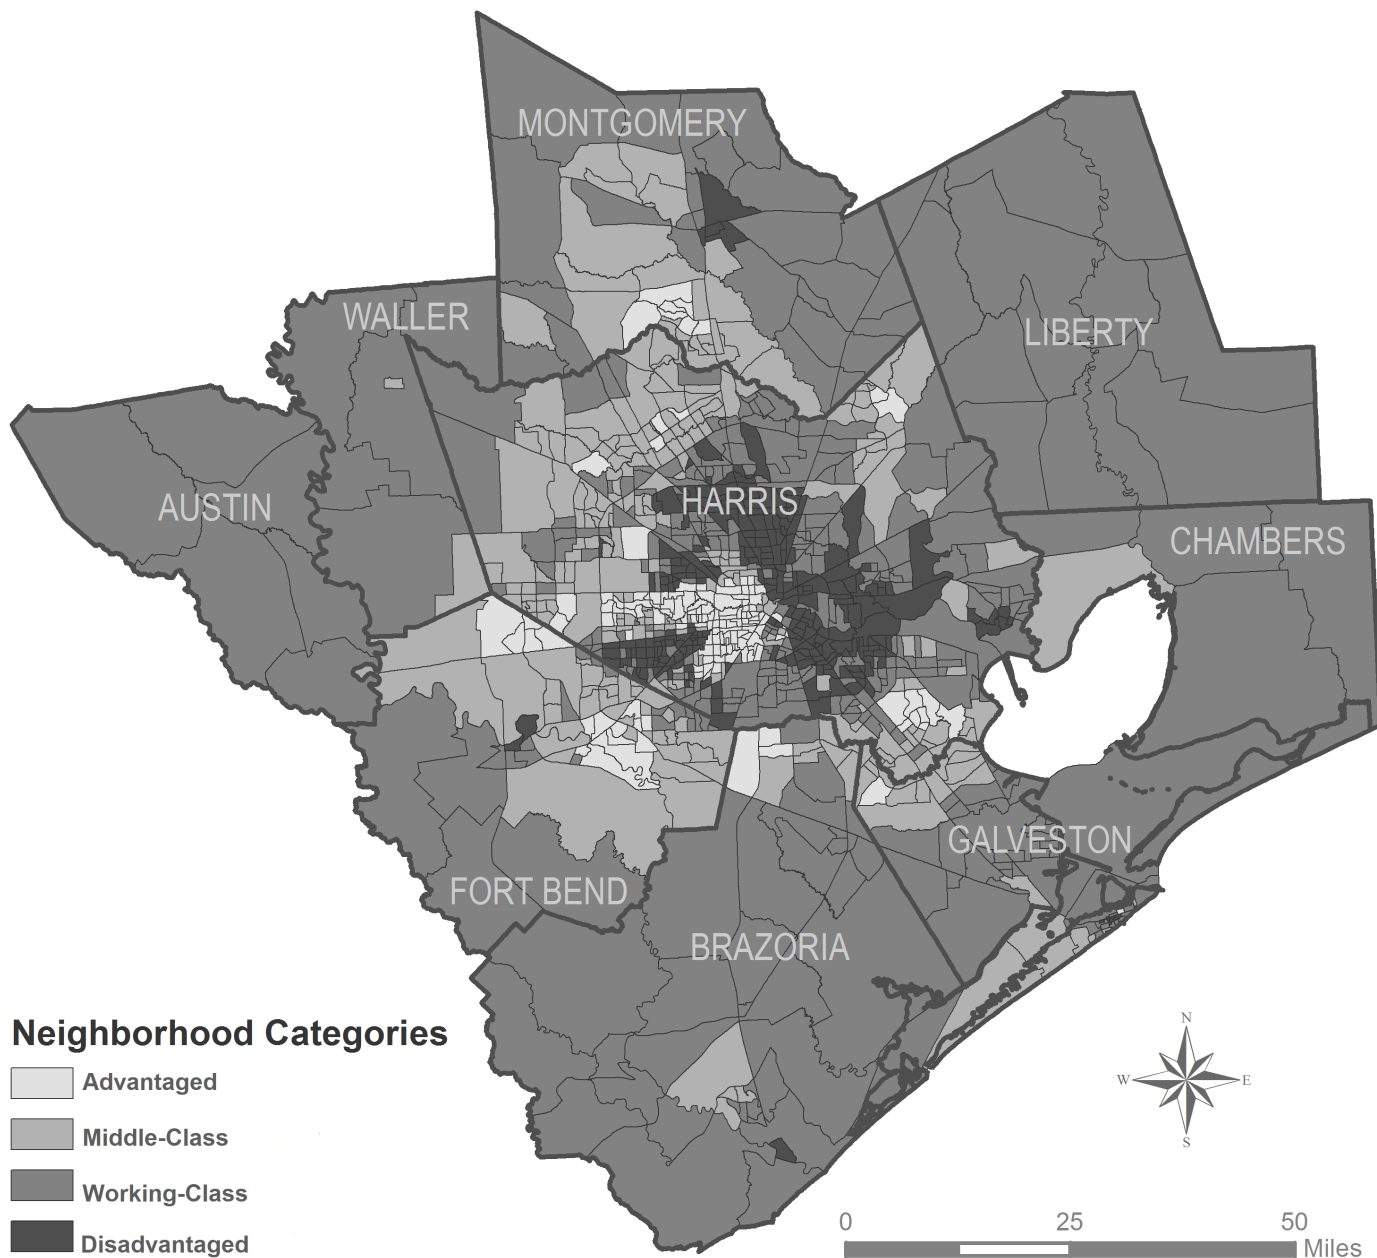 MONTGOMERY
WALLER
LIBERTY
AUSTIN
HARRIS
CHAMBERS
GALVESTON
FORT BEND
BRAZORIA
Neighborhood Categories
Advantaged
Middle-Class
Working-Class
Disadvantaged
N
W
E
S
0
25
50
Miles